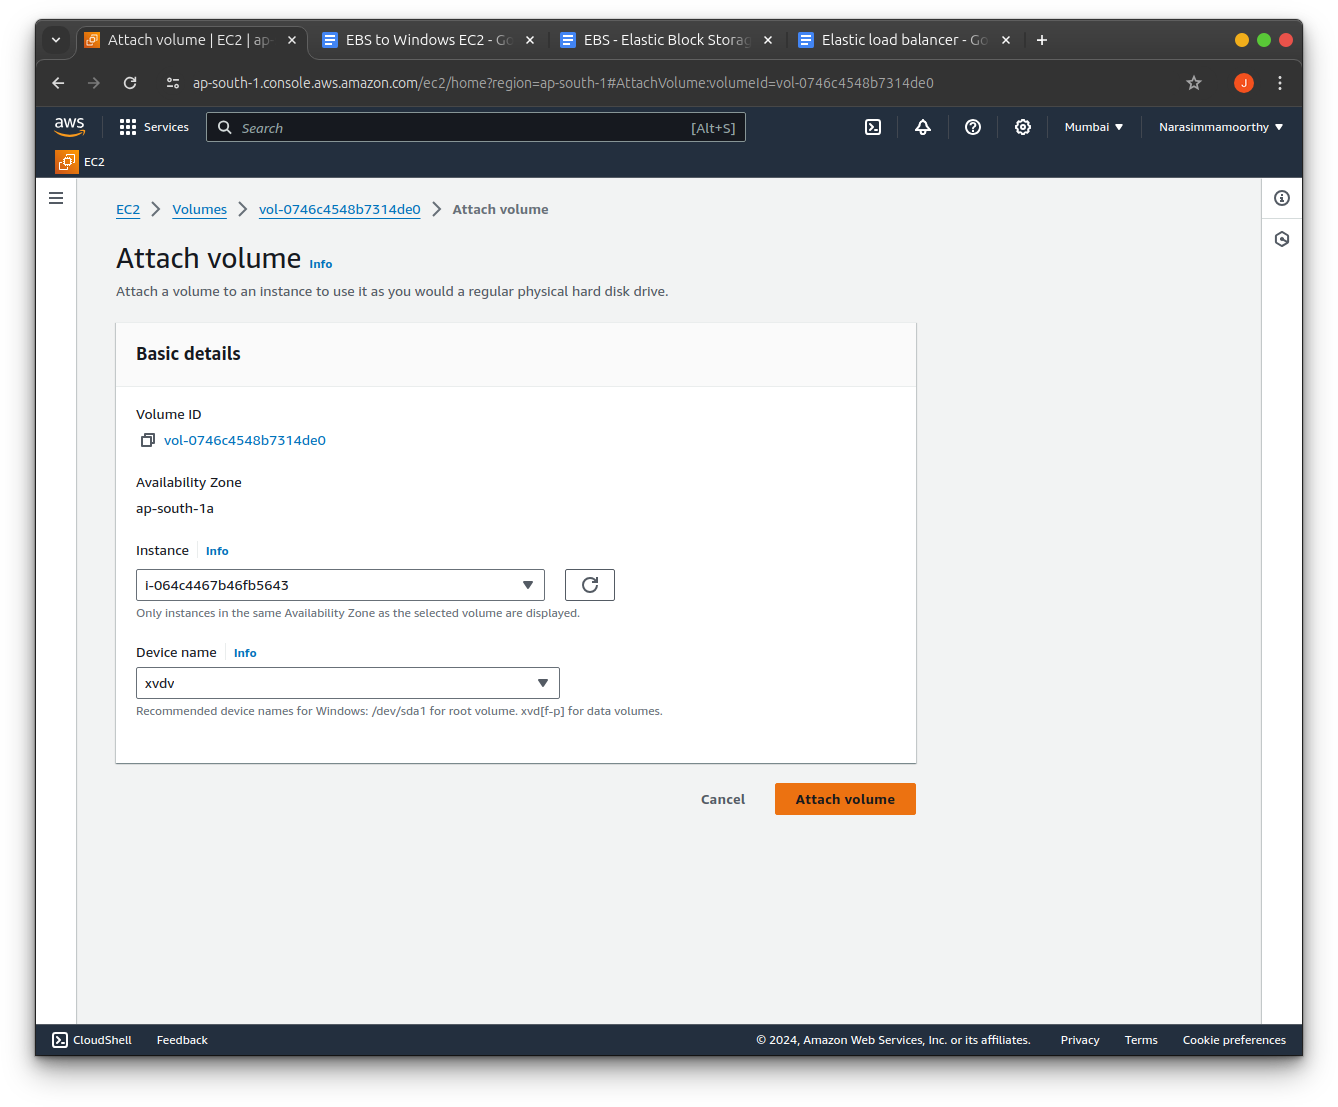 Attach volume | EC2 | ap-
EBS to Windows EC2 - Go
EBS - Elastic Block Storag
Elastic load balancer - Go
ap-south-1.console.aws.amazon.com/ec2/home?region=ap-south-1#AttachVolume:volumeId=vol-0746c4548b7314de0
J
aws
Services
Search
[Alt+S]
Mumbai
Narasimmamoorthy
EC2
EC2
Volumes
vol-0746c4548b7314de0
Attach volume
Attach volume Info
Attach a volume to an instance to use it as you would a regular physical hard disk drive.
Basic details
Volume ID
vol-0746c4548b7314de0
Availability Zone
ap-south-1a
Instance Info
i-064c4467b46fb5643
Only instances in the same Availability Zone as the selected volume are displayed.
Device name Info
xvdv
Recommended device names for Windows: /dev/sda1 for root volume. xvd[f-p] for data volumes.
Cancel
Attach volume
CloudShell
Feedback
© 2024, Amazon Web Services, Inc. or its affiliates.
Privacy
Terms
Cookie preferences